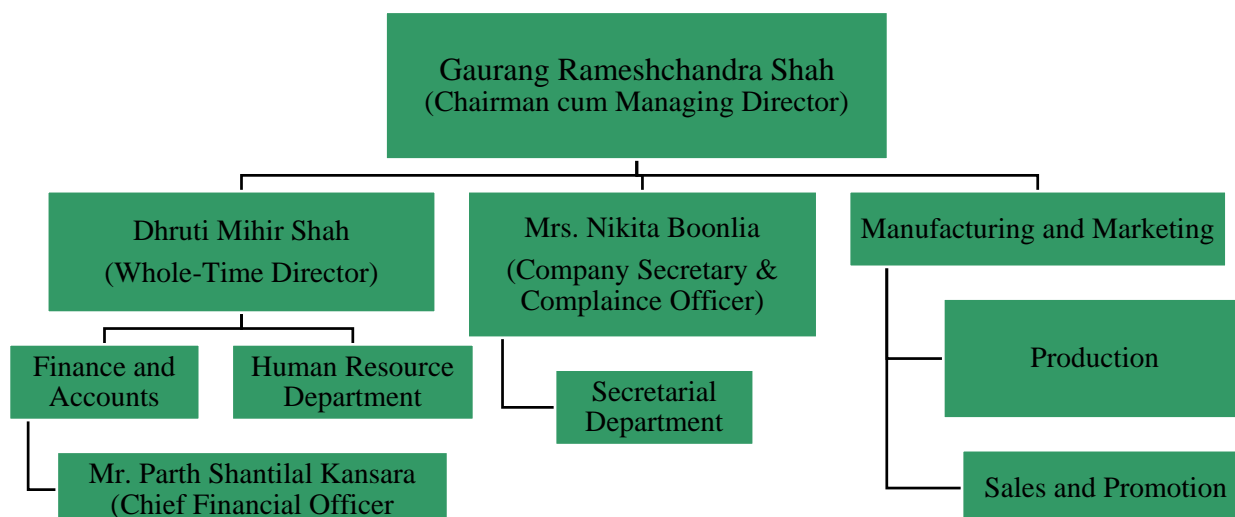 Gaurang Rameshchandra Shah
(Chairman cum Managing Director)
Dhruti Mihir Shah
(Whole-Time Director)
Mrs. Nikita Boonlia
(Company Secretary &
Complaince Officer)
Manufacturing and Marketing
Finance and
Accounts
Human Resource
Department
Mr. Parth Shantilal Kansara
(Chief Financial Officer
Secretarial
Department
Production
Sales and Promotion